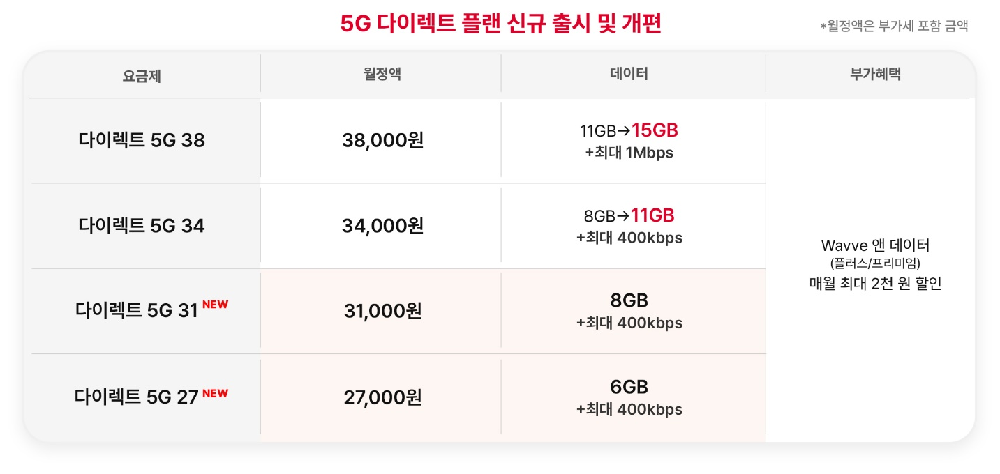 5G 다이렉트 플랜 신규 출시 및 개편
*월정액은 부가세 포함 금액
요금제
월정액
데이터
부가혜택
다이렉트 5G 38
38,000원
11GB→15GB
+최대 1Mbps
다이렉트 5G 34
34,000원
8GB→11GB
+최대 400kbps
다이렉트 5G 31 NEW
31,000원
8GB
+최대 400kbps
다이렉트 5G 27 NEW
27,000원
6GB
+최대 400kbps
Wavve 앤 데이터
(플러스/프리미엄)
매월 최대 2천 원 할인